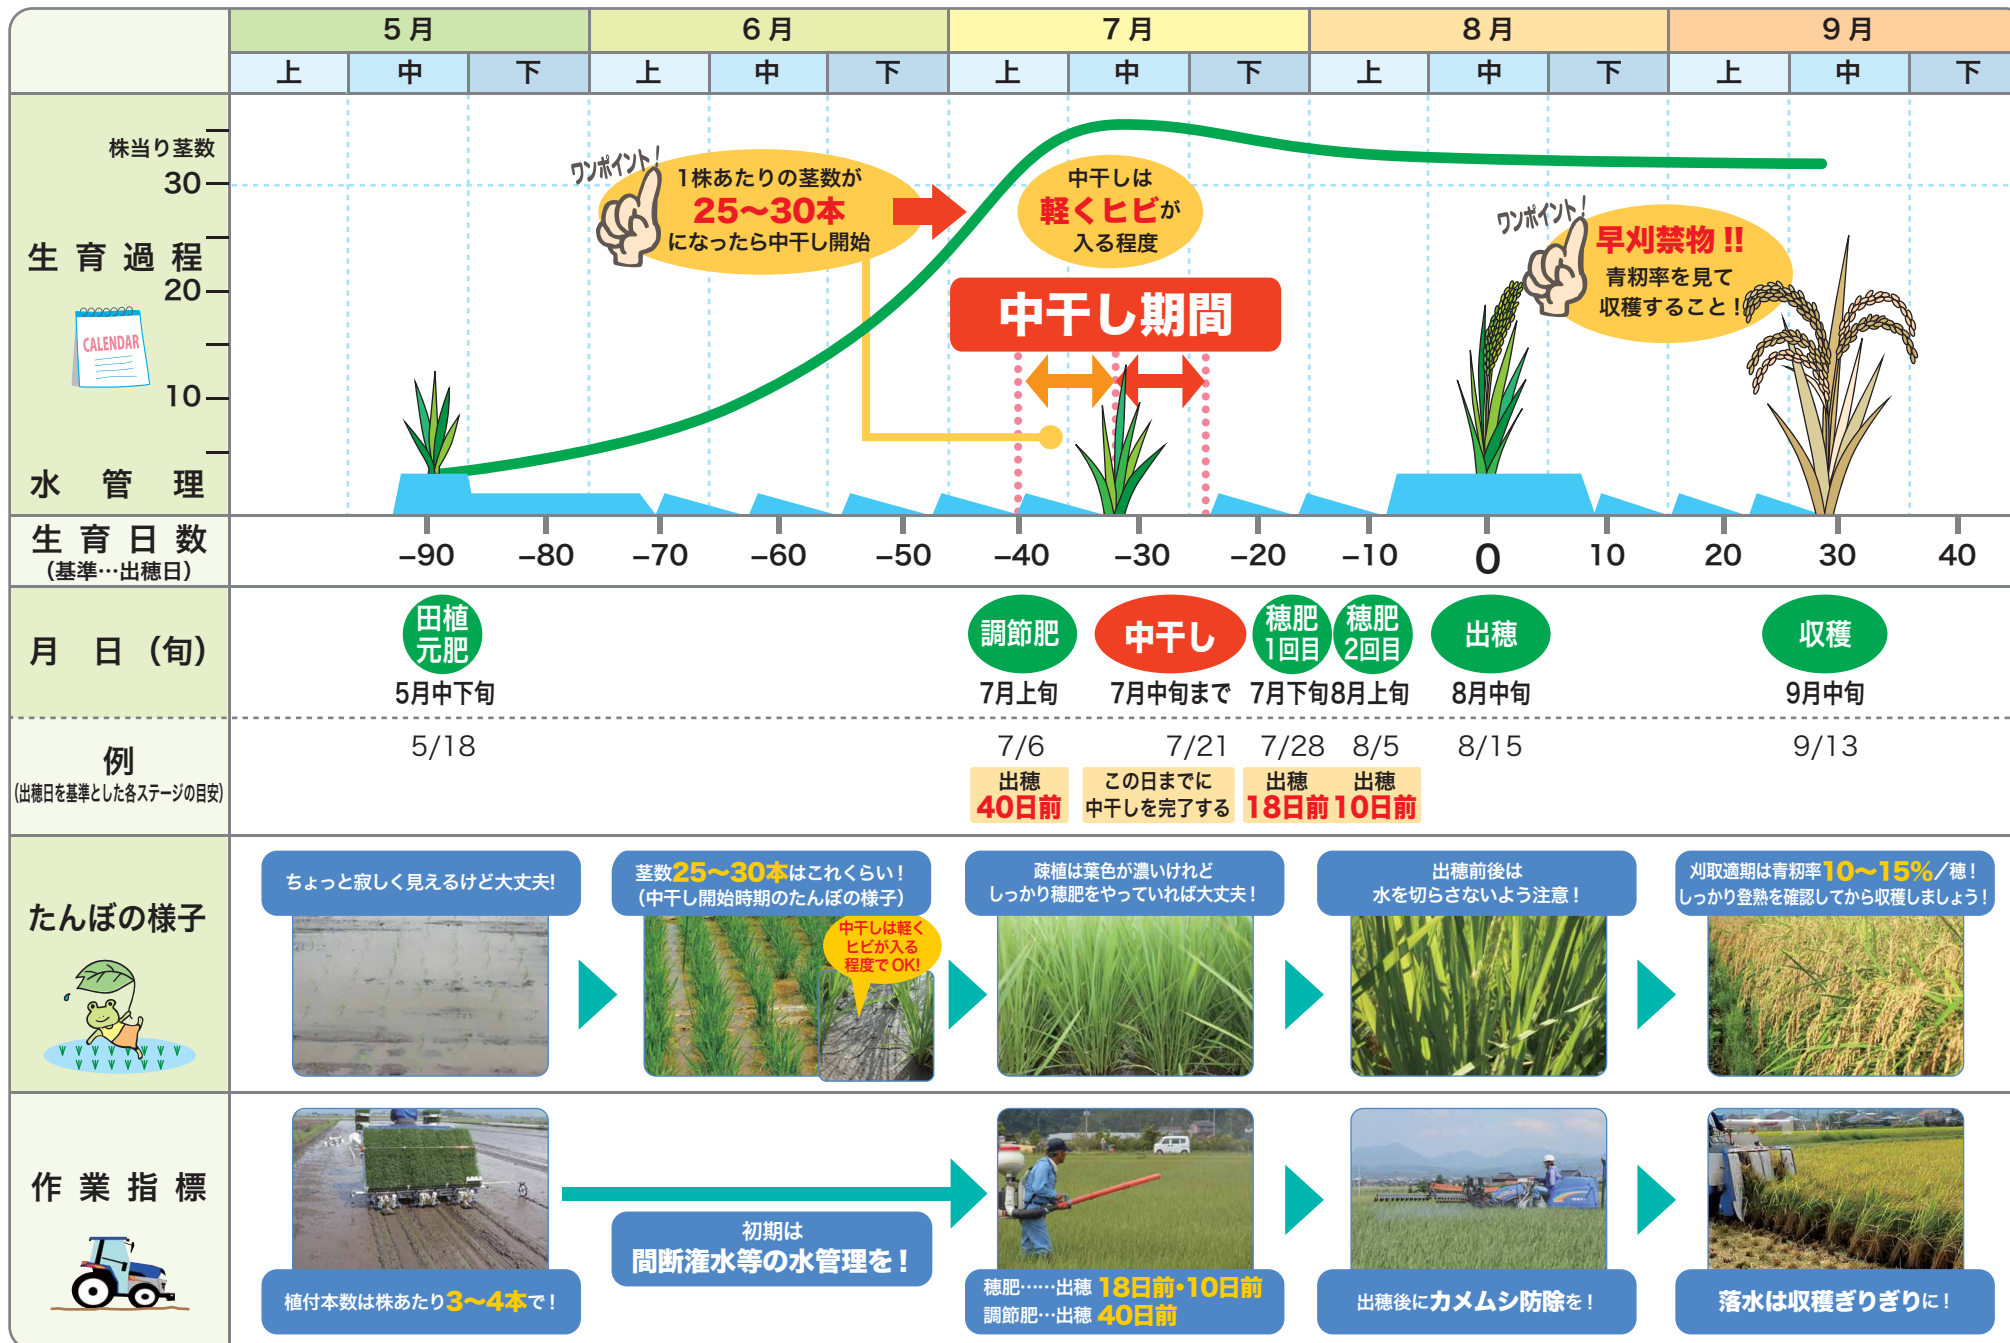 5月
6月
7月
8月
9月
上 中 下 上 中 下 上 中 下 上 中 下 上 中 下
株当り茎数
30
生育過程
20
CALENDAR
10
水管理
ワンポイント!
1株あたりの茎数が
25〜30本
になったら中干し開始
中干しは
軽くヒビが
入る程度
中干し期間
ワンポイント!
早刈禁物!!
青籾率を見て
収穫すること!
生育日数
(基準…出穂日)
−90 −80 −70 −60 −50 −40 −30 −20 −10 0 10 20 30 40
月 日(旬)
田植
元肥
5月中下旬
調節肥
7月上旬
中干し
7月中旬まで
穂肥
1回目
7月下旬
穂肥
2回目
8月上旬
出穂
8月中旬
収穫
9月中旬
例
(出穂日を基準とした各ステージの目安)
5/18
7/6
出穂
40日前
7/21
この日までに
中干しを完了する
7/28
出穂
18日前
8/5
出穂
10日前
8/15
9/13
たんぼの様子
ちょっと寂しく見えるけど大丈夫!
茎数25〜30本はこれくらい!
(中干し開始時期のたんぼの様子)
中干しは軽く
ヒビが入る
程度でOK!
疎植は葉色が濃いけれど
しっかり穂肥をやっていれば大丈夫!
出穂前後は
水を切らさないよう注意!
刈取適期は青籾率10〜15%/穂!
しっかり登熟を確認してから収穫しましょう!
作業指標
植付本数は株あたり3〜4本で!
初期は
間断潅水等の水管理を!
穂肥……出穂 18日前・10日前
調節肥…出穂 40日前
出穂後にカメムシ防除を!
落水は収穫ぎりぎりに!